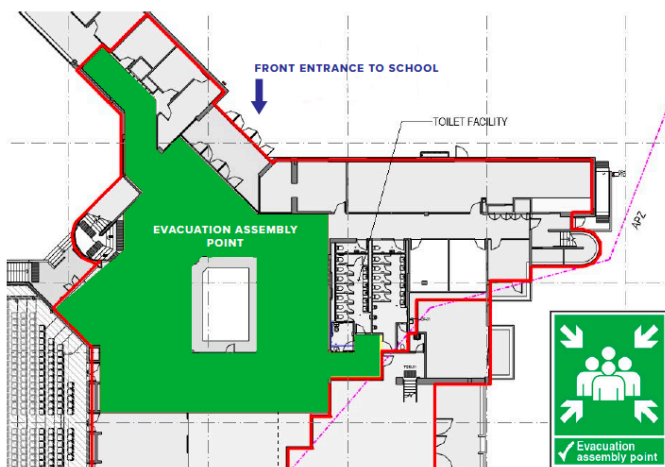 FRONT ENTRANCE TO SCHOOL
TOILET FACILITY
EVACUATION ASSEMBLY
POINT
APZ
Evacuation
assembly point